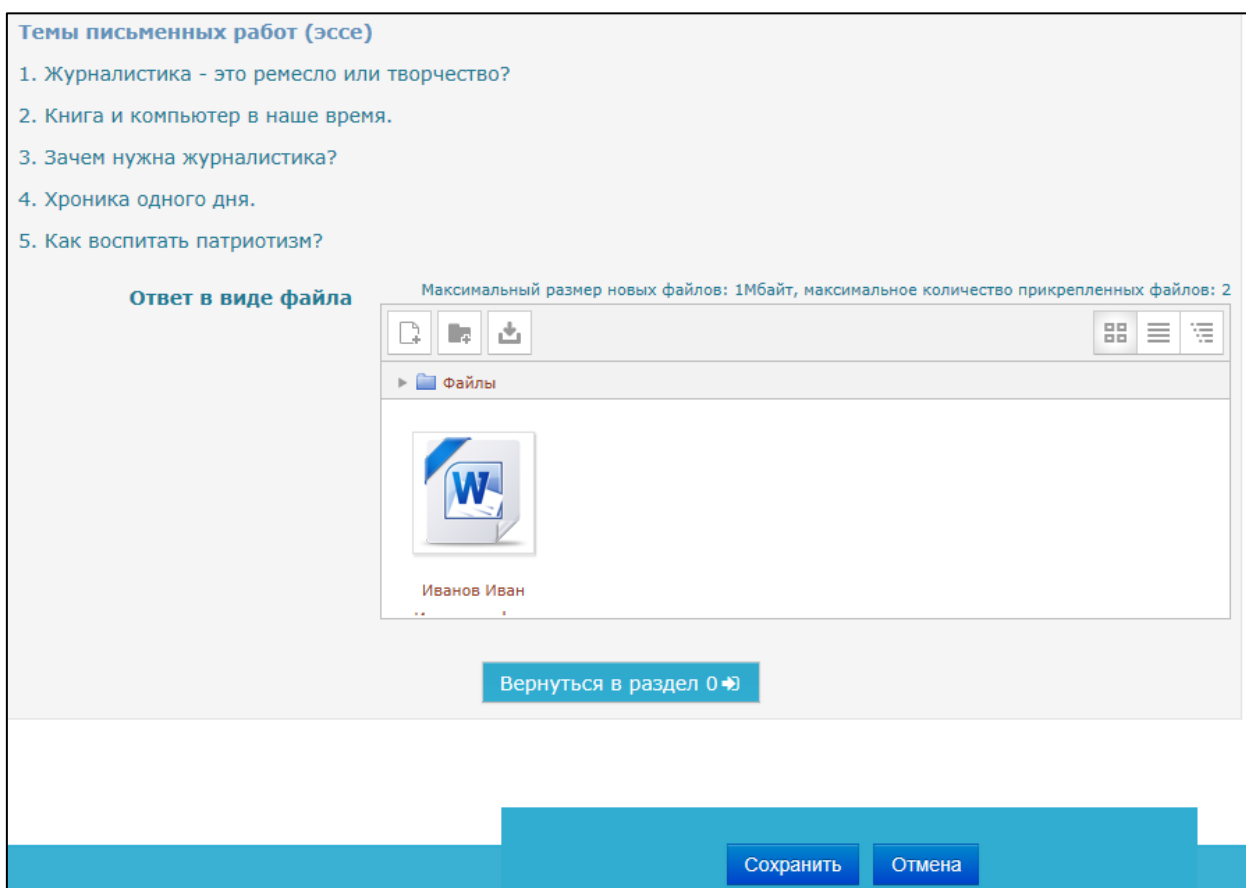 Темы письменных работ (эссе)
1. Журналистика - это ремесло или творчество?
2. Книга и компьютер в наше время.
3. Зачем нужна журналистика?
4. Хроника одного дня.
5. Как воспитать патриотизм?
Ответ в виде файла
Максимальный размер новых файлов: 1Мбайт, максимальное количество прикрепленных файлов: 2
Файлы
W
Иванов Иван
Вернуться в раздел 0
Сохранить Отмена